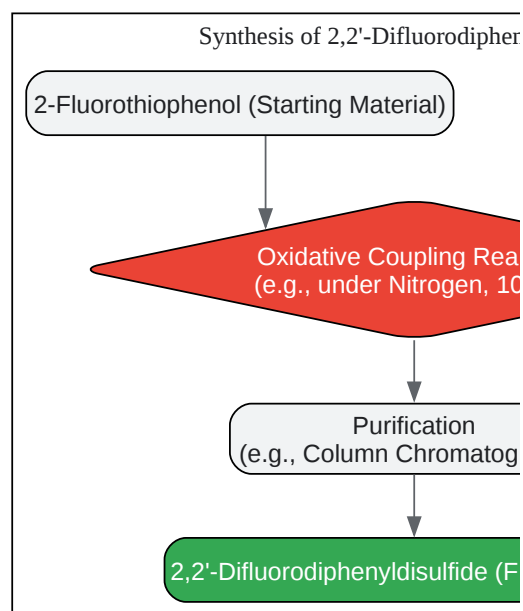 Synthesis of 2,2'-Difluorodiphen
2-Fluorothiophenol (Starting Material)
Oxidative Coupling Rea
(e.g., under Nitrogen, 10
Purification
(e.g., Column Chromatog
2,2'-Difluorodiphenyldisulfide (F